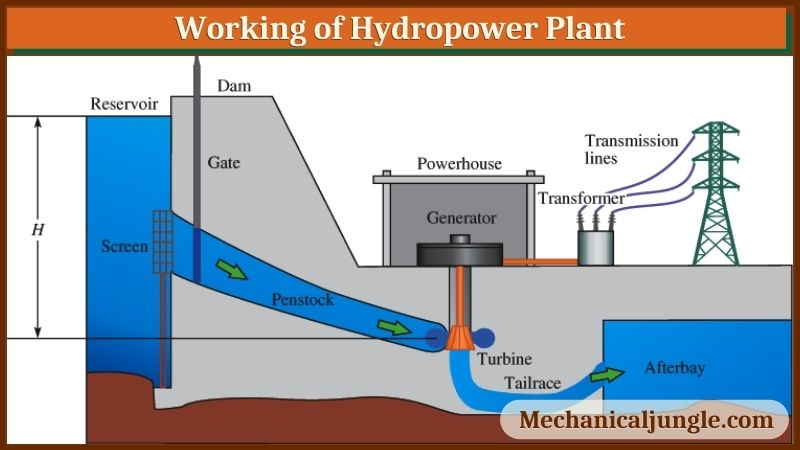 Working of Hydropower Plant
Dam
Reservoir
Gate
Transmission
lines
Powerhouse
Transformer
Generator
H
Screen
Penstock
Turbine
Tailrace
Afterbay
Mechanicaljungle.com